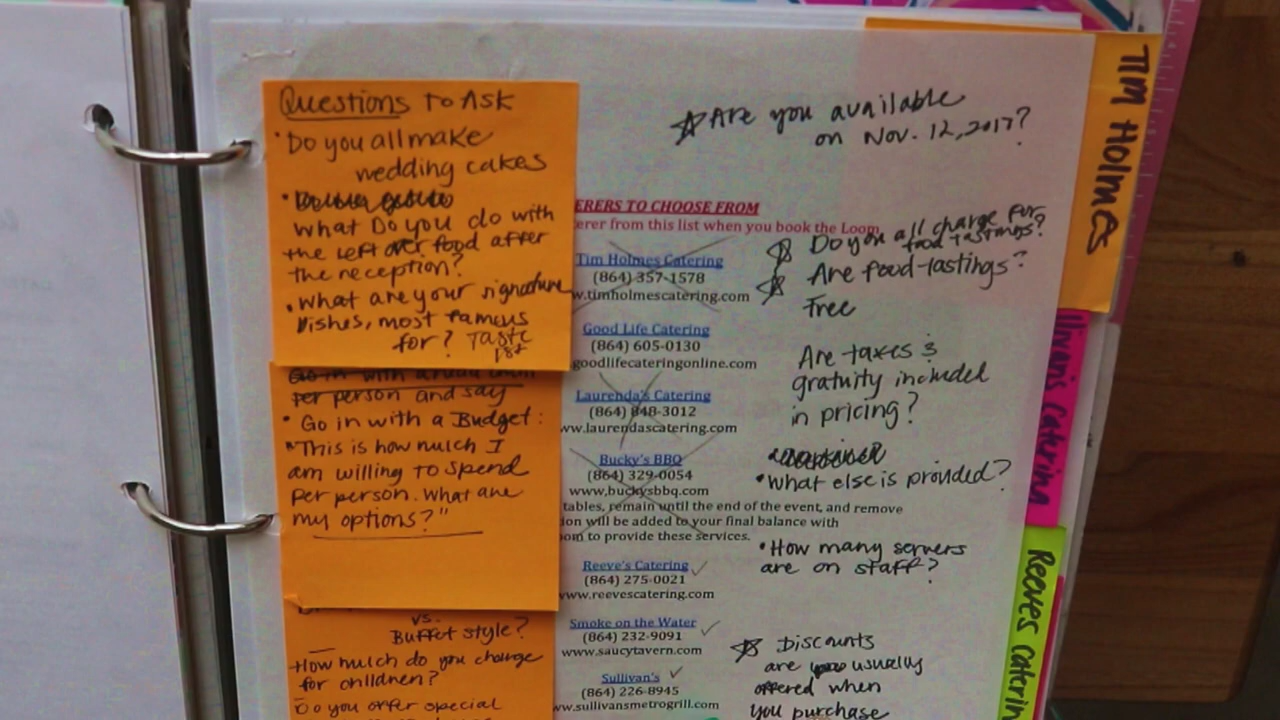 Questions To Ask
• Do you all make
wedding cakes
• What Do you do with
the left over food after
the reception?
• What are your signature
Dishes, most famous
for? Taste
1st
per person and say
• Go in with a Budget:
"This is how much I
am willing to spend
per person. What are
my options?"
vs.
Buffet style?
How much do you charge
for children?
Do you offer special
Are you available
on Nov. 12, 2017?
ERERS TO CHOOSE FROM
erer from this list when you book the Loom
Tim Holmes Catering
(864) 357-1578
w.timholmescatering.com
Good Life Catering
(864) 605-0130
goodlifecateringonline.com
Laurenda's Catering
(864) 848-3012
ww.laurendascatering.com
Bucky's BBQ
(864) 329-0054
www.buckysbbq.com
tables, remain until the end of the event, and remove
ion will be added to your final balance with
om to provide these services.
Reeve's Catering
(864) 275-0021
www.reevescatering.com
Smoke on the Water
(864) 232-9091
www.saucytavern.com
Sullivan's
(864) 226-8945
ww.sullivansmetrogrill.com
Do you all charge for
food tastings?
Are food-tastings?
Free
Are taxes &
gratuity included
in pricing?
• What else is provided?
• How many servers
are on staff?
Discounts
are usually
offered when
you purchase
Tim Holmes
llivan's Catering
Reeves Caterin